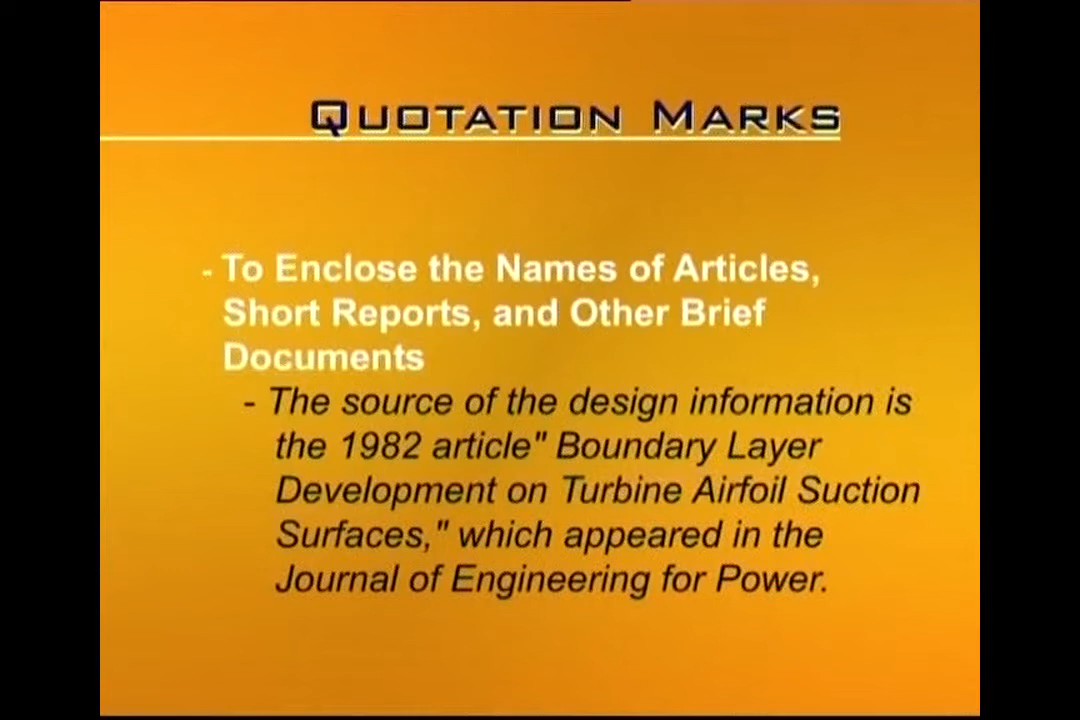 QUOTATION MARKS
- To Enclose the Names of Articles,
Short Reports, and Other Brief
Documents
- The source of the design information is
the 1982 article" Boundary Layer
Development on Turbine Airfoil Suction
Surfaces," which appeared in the
Journal of Engineering for Power.